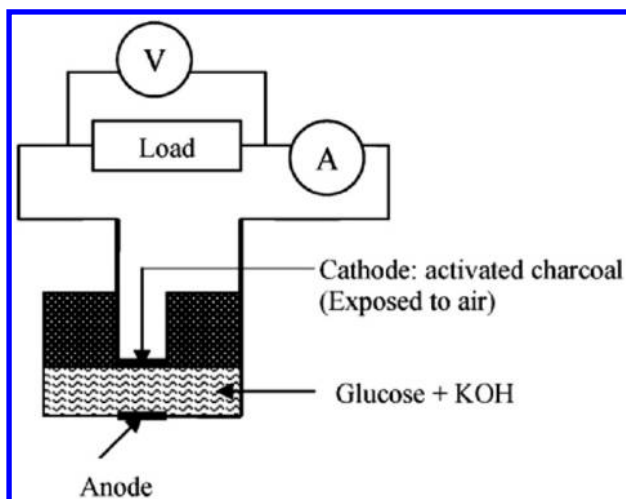 V
Load
A
Cathode: activated charcoal
(Exposed to air)
Glucose + KOH
Anode